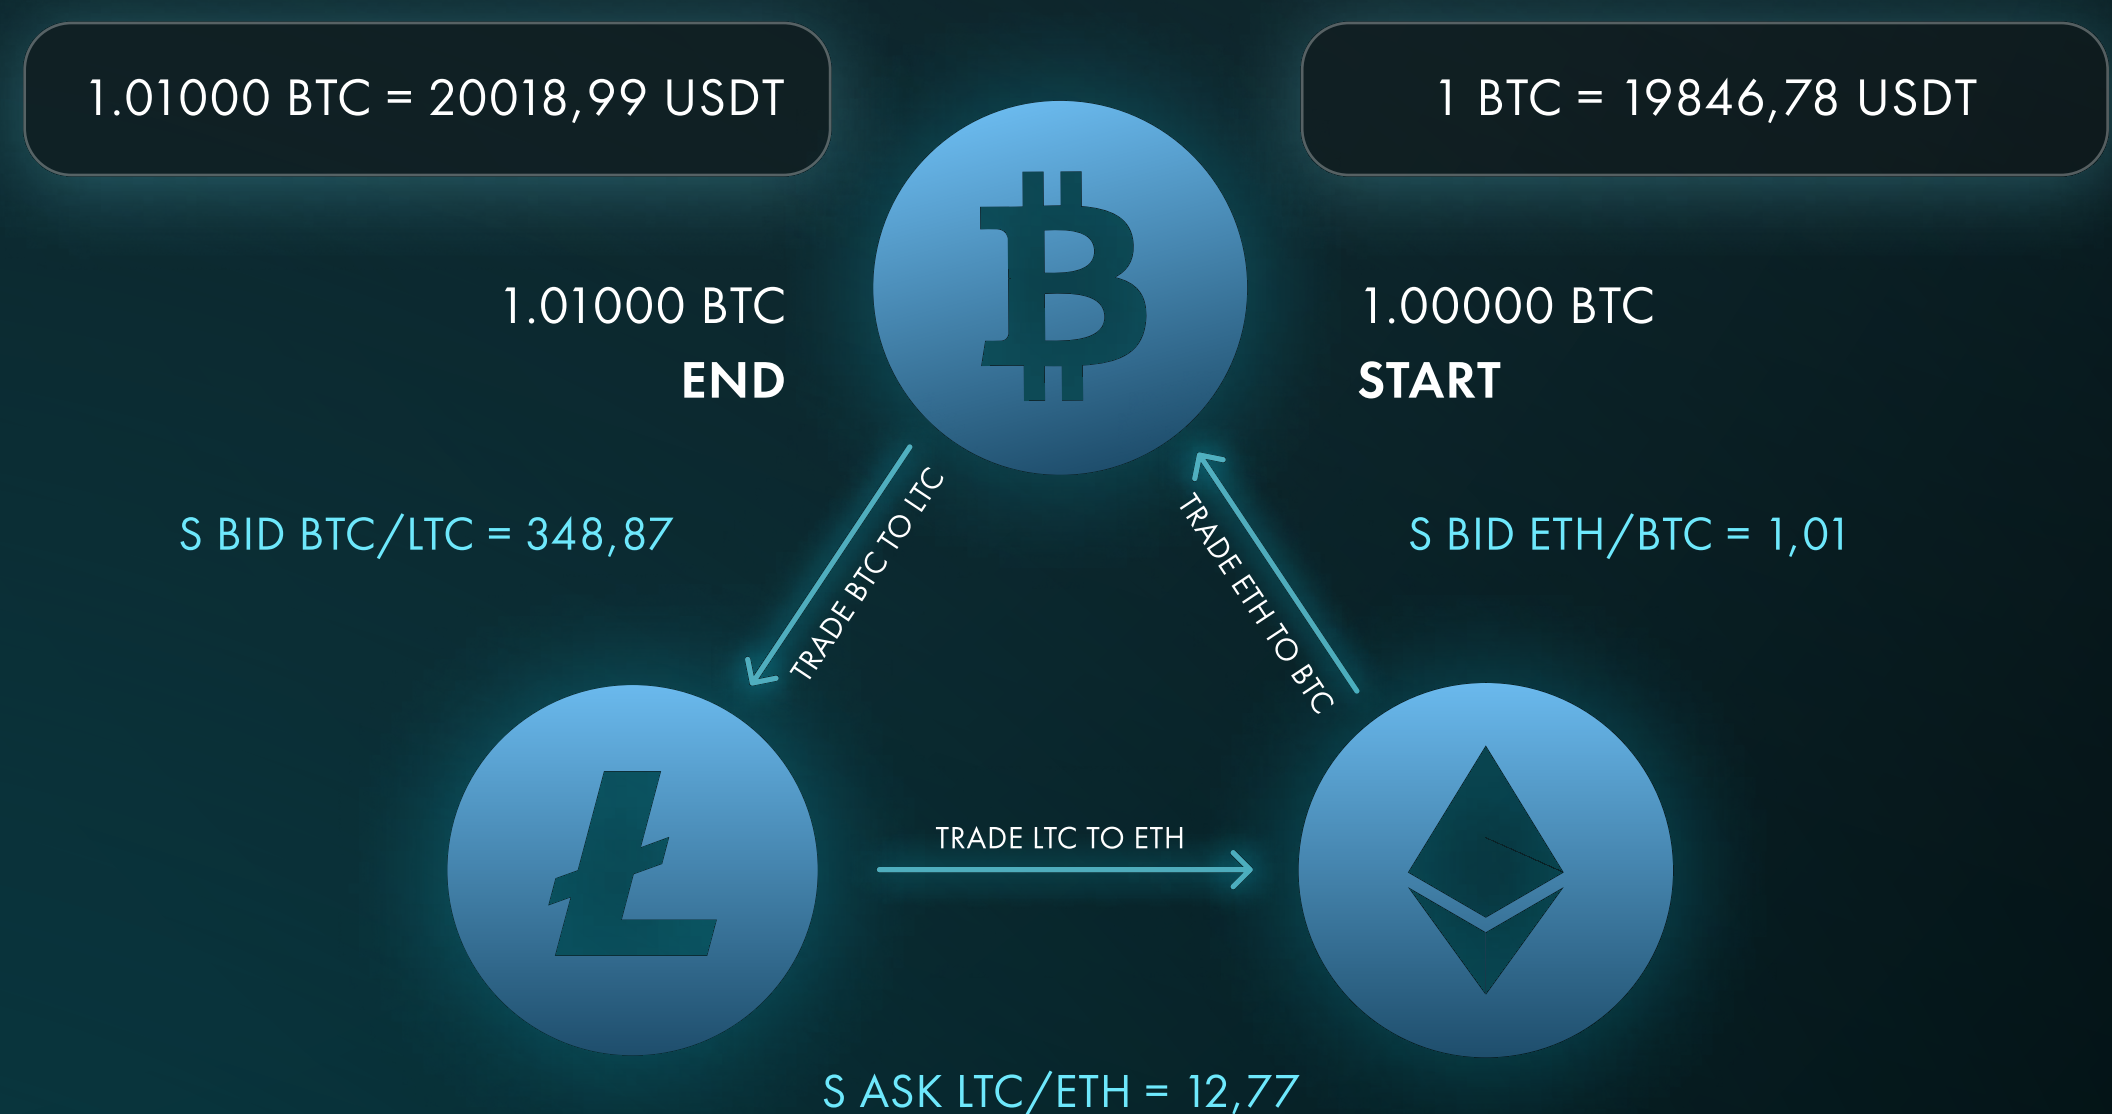 1.01000 BTC = 20018,99 USDT
1 BTC = 19846,78 USDT
1.01000 BTC
END
1.00000 BTC
START
S BID BTC/LTC = 348,87
TRADE BTC TO LTC
TRADE ETH TO BTC
S BID ETH/BTC = 1,01
TRADE LTC TO ETH
S ASK LTC/ETH = 12,77